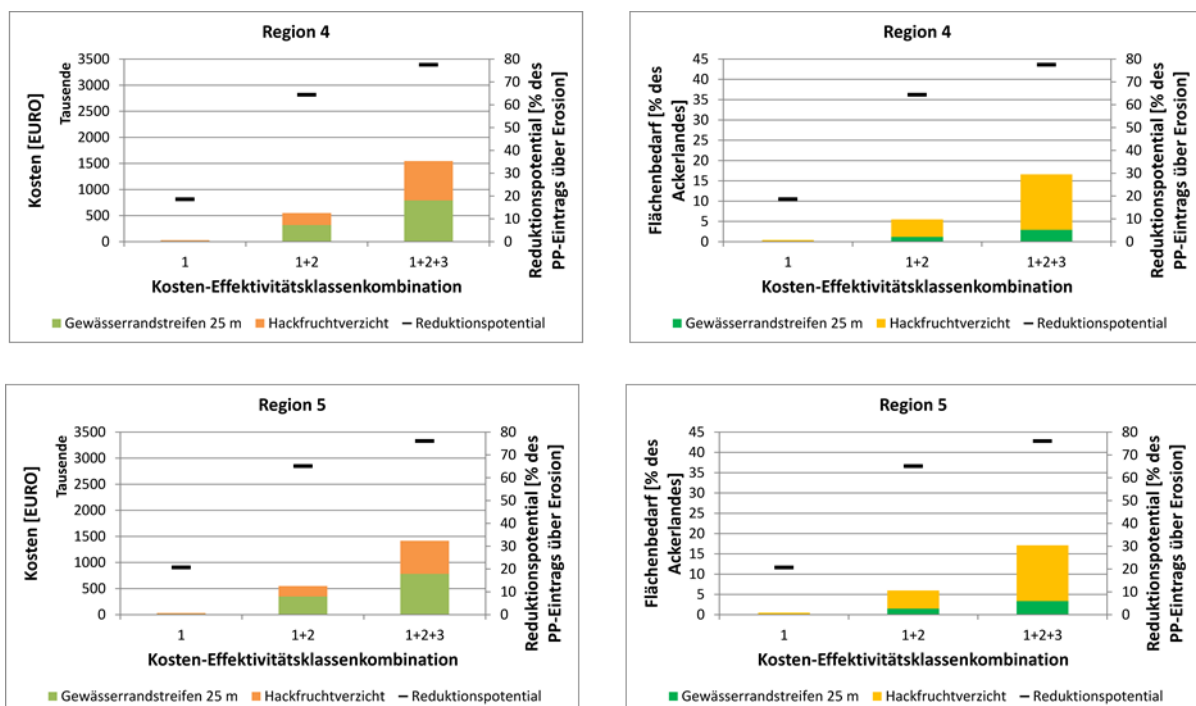 Region 4
Kosten [EURO]
Tausende
3500
3000
2500
2000
1500
1000
500
0
80
70
60
50
40
30
20
10
0
Reduktionspotential [% des
PP-Eintrags über Erosion]
1
1+2
1+2+3
Kosten-Effektivitätsklassenkombination
Gewässerrandstreifen 25 m
Hackfruchtverzicht
Reduktionspotential
Region 4
Flächenbedarf [% des
Ackerlandes]
45
40
35
30
25
20
15
10
5
0
80
70
60
50
40
30
20
10
0
Reduktionspotential [% des
PP-Eintrags über Erosion]
1
1+2
1+2+3
Kosten-Effektivitätsklassenkombination
Gewässerrandstreifen 25 m
Hackfruchtverzicht
Reduktionspotential
Region 5
Kosten [EURO]
Tausende
3500
3000
2500
2000
1500
1000
500
0
80
70
60
50
40
30
20
10
0
Reduktionspotential [% des
PP-Eintrags über Erosion]
1
1+2
1+2+3
Kosten-Effektivitätsklassenkombination
Gewässerrandstreifen 25 m
Hackfruchtverzicht
Reduktionspotential
Region 5
Flächenbedarf [% des
Ackerlandes]
45
40
35
30
25
20
15
10
5
0
80
70
60
50
40
30
20
10
0
Reduktionspotential [% des
PP-Eintrags über Erosion]
1
1+2
1+2+3
Kosten-Effektivitätsklassenkombination
Gewässerrandstreifen 25 m
Hackfruchtverzicht
Reduktionspotential